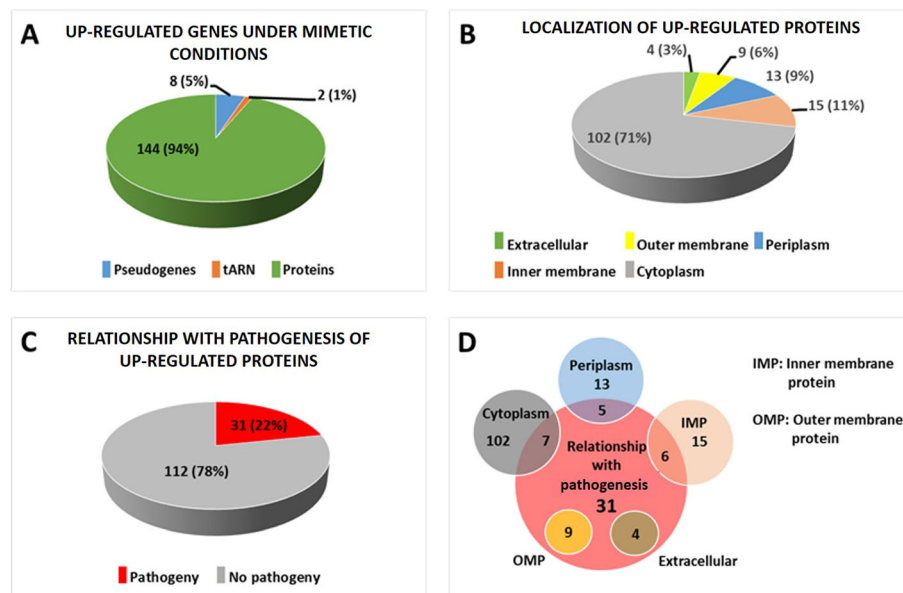 A
UP-REGULATED GENES UNDER MIMETIC
CONDITIONS
8 (5%)
2 (1%)
144 (94%)
Pseudogenes tARN Proteins
B
LOCALIZATION OF UP-REGULATED PROTEINS
4 (3%)
9 (6%)
13 (9%)
15 (11%)
102 (71%)
Extracellular Outer membrane Periplasm
Inner membrane Cytoplasm
C
RELATIONSHIP WITH PATHOGENESIS OF
UP-REGULATED PROTEINS
31 (22%)
112 (78%)
Pathogeny No pathogeny
D
Periplasm
13
5
Cytoplasm
102 7
IMP
15
6
Relationship
with
pathogenesis
31
9
4
OMP
Extracellular
IMP: Inner membrane
protein
OMP: Outer membrane
protein